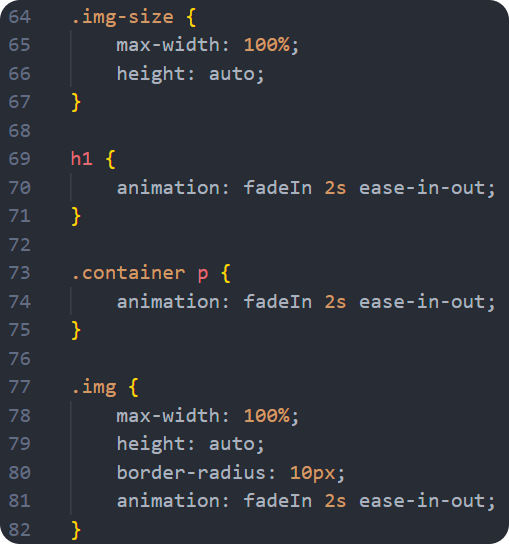 64 .img-size {
65 max-width: 100%;
66 height: auto;
67 }
68
69 h1 {
70 animation: fadeIn 2s ease-in-out;
71 }
72
73 .container p {
74 animation: fadeIn 2s ease-in-out;
75 }
76
77 .img {
78 max-width: 100%;
79 height: auto;
80 border-radius: 10px;
81 animation: fadeIn 2s ease-in-out;
82 }